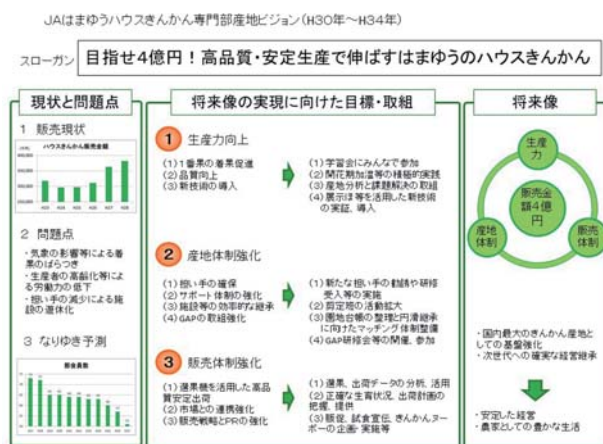 JAはまゆうハウスきんかん専門部産地ビジョン(H30年～H34年)
スローガン
目指せ4億円！高品質・安定生産で伸ばすはまゆうのハウスきんかん
現状と問題点
1 販売現状
ハウスきんかん販売金額
2 問題点
・気象の影響等による着
果のばらつき
・生産者の高齢化等による
労働力の低下
・担い手の減少による施
設の遊休化
3 なりゆき予測
部会員数
将来像の実現に向けた目標・取組
1 生産力向上
(1)1番果の着果促進
(2)品質向上
(3)新技術の導入
(1)学習会にみんなで参加
(2)開花期加温等の積極的実践
(3)産地分析と課題解決の取組
(4)展示ほ等を活用した新技術
の実証、導入
2 産地体制強化
(1)担い手の確保
(2)サポート体制の強化
(3)施設等の効率的な継承
(4)GAPの取組強化
(1)新たな担い手の勧誘や研修
受入等の実施
(2)剪定班の活動拡大
(3)園地台帳の整理と円滑継承
に向けたマッチング体制整備
(4)GAP研修会等の開催、参加
3 販売体制強化
(1)選果機を活用した高品
質安定出荷
(2)市場との連携強化
(3)販売戦略とPRの強化
(1)選果、出荷データの分析、活用
(2)正確な生育状況、出荷計画の
把握、提供
(3)販促、試食宣伝、きんかんヌー
ボーの企画・実施等
将来像
生産
力
販売金
額4億
円
産地
体制
販売
体制
・国内最大のきんかん産地と
しての基盤強化
・次世代への確実な経営継承
・安定した経営
・農家としての豊かな生活